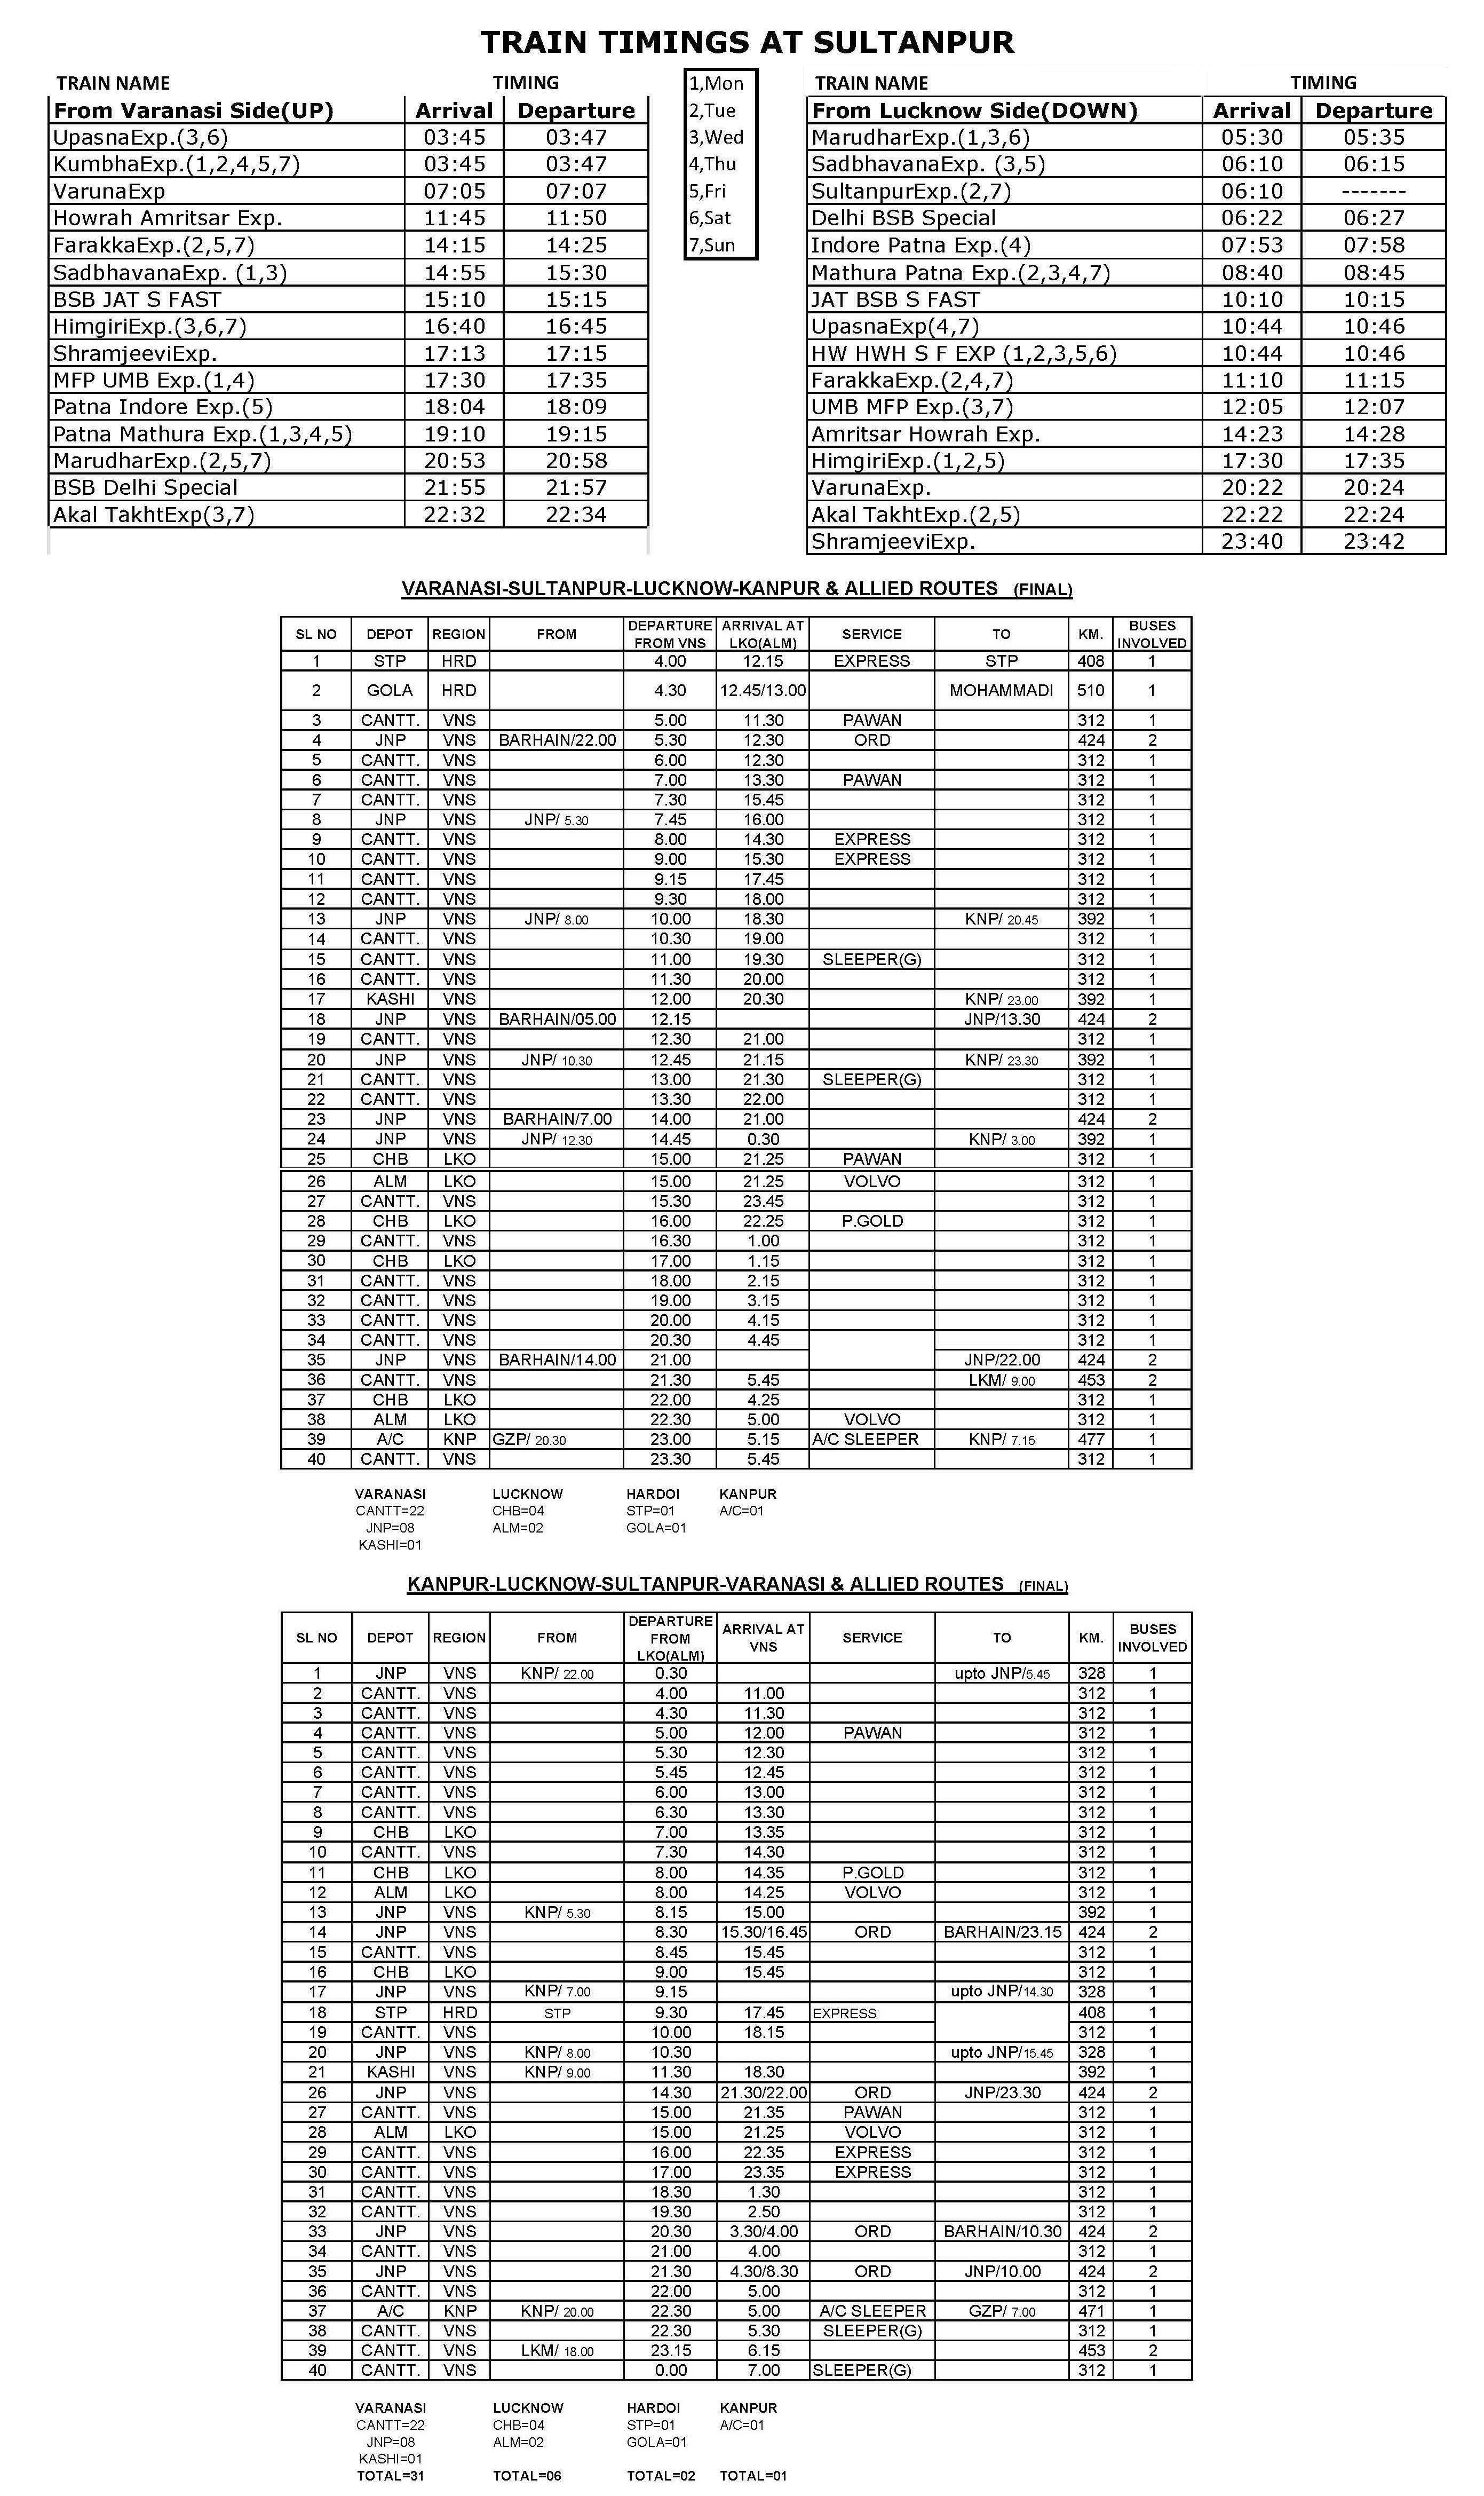 TRAIN TIMINGS AT SULTANPUR
TRAIN NAME TIMING
From Varanasi Side(UP) Arrival Departure
UpasnaExp.(3,6) 03:45 03:47
KumbhaExp.(1,2,4,5,7) 03:45 03:47
VarunaExp 07:05 07:07
Howrah Amritsar Exp. 11:45 11:50
FarakkaExp.(2,5,7) 14:15 14:25
SadbhavanaExp. (1,3) 14:55 15:30
BSB JAT S FAST 15:10 15:15
HimgiriExp.(3,6,7) 16:40 16:45
ShramjeeviExp. 17:13 17:15
MFP UMB Exp.(1,4) 17:30 17:35
Patna Indore Exp.(5) 18:04 18:09
Patna Mathura Exp.(1,3,4,5) 19:10 19:15
MarudharExp.(2,5,7) 20:53 20:58
BSB Delhi Special 21:55 21:57
Akal TakhtExp(3,7) 22:32 22:34
1,Mon
2,Tue
3,Wed
4,Thu
5,Fri
6,Sat
7,Sun
TRAIN NAME TIMING
From Lucknow Side(DOWN) Arrival Departure
MarudharExp.(1,3,6) 05:30 05:35
SadbhavanaExp. (3,5) 06:10 06:15
SultanpurExp.(2,7) 06:10 -------
Delhi BSB Special 06:22 06:27
Indore Patna Exp.(4) 07:53 07:58
Mathura Patna Exp.(2,3,4,7) 08:40 08:45
JAT BSB S FAST 10:10 10:15
UpasnaExp(4,7) 10:44 10:46
HW HWH S F EXP (1,2,3,5,6) 10:44 10:46
FarakkaExp.(2,4,7) 11:10 11:15
UMB MFP Exp.(3,7) 12:05 12:07
Amritsar Howrah Exp. 14:23 14:28
HimgiriExp.(1,2,5) 17:30 17:35
VarunaExp. 20:22 20:24
Akal TakhtExp.(2,5) 22:22 22:24
ShramjeeviExp. 23:40 23:42
VARANASI-SULTANPUR-LUCKNOW-KANPUR & ALLIED ROUTES (FINAL)
SL NO DEPOT REGION FROM DEPARTURE FROM VNS ARRIVAL AT LKO(ALM) SERVICE TO KM. BUSES INVOLVED
1 STP HRD 4.00 12.15 EXPRESS STP 408 1
2 GOLA HRD 4.30 12.45/13.00 MOHAMMADI 510 1
3 CANTT. VNS 5.00 11.30 PAWAN 312 1
4 JNP VNS BARHAIN/22.00 5.30 12.30 ORD 424 2
5 CANTT. VNS 6.00 12.30 312 1
6 CANTT. VNS 7.00 13.30 PAWAN 312 1
7 CANTT. VNS 7.30 15.45 312 1
8 JNP VNS JNP/ 5.30 7.45 16.00 312 1
9 CANTT. VNS 8.00 14.30 EXPRESS 312 1
10 CANTT. VNS 9.00 15.30 EXPRESS 312 1
11 CANTT. VNS 9.15 17.45 312 1
12 CANTT. VNS 9.30 18.00 312 1
13 JNP VNS JNP/ 8.00 10.00 18.30 KNP/ 20.45 392 1
14 CANTT. VNS 10.30 19.00 312 1
15 CANTT. VNS 11.00 19.30 SLEEPER(G) 312 1
16 CANTT. VNS 11.30 20.00 312 1
17 KASHI VNS 12.00 20.30 KNP/ 23.00 392 1
18 JNP VNS BARHAIN/05.00 12.15 JNP/13.30 424 2
19 CANTT. VNS 12.30 21.00 312 1
20 JNP VNS JNP/ 10.30 12.45 21.15 KNP/ 23.30 392 1
21 CANTT. VNS 13.00 21.30 SLEEPER(G) 312 1
22 CANTT. VNS 13.30 22.00 312 1
23 JNP VNS BARHAIN/7.00 14.00 21.00 424 2
24 JNP VNS JNP/ 12.30 14.45 0.30 KNP/ 3.00 392 1
25 CHB LKO 15.00 21.25 PAWAN 312 1
26 ALM LKO 15.00 21.25 VOLVO 312 1
27 CANTT. VNS 15.30 23.45 312 1
28 CHB LKO 16.00 22.25 P.GOLD 312 1
29 CANTT. VNS 16.30 1.00 312 1
30 CHB LKO 17.00 1.15 312 1
31 CANTT. VNS 18.00 2.15 312 1
32 CANTT. VNS 19.00 3.15 312 1
33 CANTT. VNS 20.00 4.15 312 1
34 CANTT. VNS 20.30 4.45 312 1
35 JNP VNS BARHAIN/14.00 21.00 JNP/22.00 424 2
36 CANTT. VNS 21.30 5.45 LKM/ 9.00 453 2
37 CHB LKO 22.00 4.25 312 1
38 ALM LKO 22.30 5.00 VOLVO 312 1
39 A/C KNP GZP/ 20.30 23.00 5.15 A/C SLEEPER KNP/ 7.15 477 1
40 CANTT. VNS 23.30 5.45 312 1
VARANASI LUCKNOW HARDOI KANPUR
CANTT=22 CHB=04 STP=01 A/C=01
JNP=08 ALM=02 GOLA=01
KASHI=01
KANPUR-LUCKNOW-SULTANPUR-VARANASI & ALLIED ROUTES (FINAL)
SL NO DEPOT REGION FROM DEPARTURE FROM LKO(ALM) ARRIVAL AT VNS SERVICE TO KM. BUSES INVOLVED
1 JNP VNS KNP/ 22.00 0.30 upto JNP/5.45 328 1
2 CANTT. VNS 4.00 11.00 312 1
3 CANTT. VNS 4.30 11.30 312 1
4 CANTT. VNS 5.00 12.00 PAWAN 312 1
5 CANTT. VNS 5.30 12.30 312 1
6 CANTT. VNS 5.45 12.45 312 1
7 CANTT. VNS 6.00 13.00 312 1
8 CANTT. VNS 6.30 13.30 312 1
9 CHB LKO 7.00 13.35 312 1
10 CANTT. VNS 7.30 14.30 312 1
11 CHB LKO 8.00 14.35 P.GOLD 312 1
12 ALM LKO 8.00 14.25 VOLVO 312 1
13 JNP VNS KNP/ 5.30 8.15 15.00 392 1
14 JNP VNS 8.30 15.30/16.45 ORD BARHAIN/23.15 424 2
15 CANTT. VNS 8.45 15.45 312 1
16 CHB LKO 9.00 15.45 312 1
17 JNP VNS KNP/ 7.00 9.15 upto JNP/14.30 328 1
18 STP HRD STP 9.30 17.45 EXPRESS 408 1
19 CANTT. VNS 10.00 18.15 312 1
20 JNP VNS KNP/ 8.00 10.30 upto JNP/15.45 328 1
21 KASHI VNS KNP/ 9.00 11.30 18.30 392 1
26 JNP VNS 14.30 21.30/22.00 ORD JNP/23.30 424 2
27 CANTT. VNS 15.00 21.35 PAWAN 312 1
28 ALM LKO 15.00 21.25 VOLVO 312 1
29 CANTT. VNS 16.00 22.35 EXPRESS 312 1
30 CANTT. VNS 17.00 23.35 EXPRESS 312 1
31 CANTT. VNS 18.30 1.30 312 1
32 CANTT. VNS 19.30 2.50 312 1
33 JNP VNS 20.30 3.30/4.00 ORD BARHAIN/10.30 424 2
34 CANTT. VNS 21.00 4.00 312 1
35 JNP VNS 21.30 4.30/8.30 ORD JNP/10.00 424 2
36 CANTT. VNS 22.00 5.00 312 1
37 A/C KNP KNP/ 20.00 22.30 5.00 A/C SLEEPER GZP/ 7.00 471 1
38 CANTT. VNS 22.30 5.30 SLEEPER(G) 312 1
39 CANTT. VNS LKM/ 18.00 23.15 6.15 453 2
40 CANTT. VNS 0.00 7.00 SLEEPER(G) 312 1
VARANASI LUCKNOW HARDOI KANPUR
CANTT=22 CHB=04 STP=01 A/C=01
JNP=08 ALM=02 GOLA=01
KASHI=01
TOTAL=31 TOTAL=06 TOTAL=02 TOTAL=01